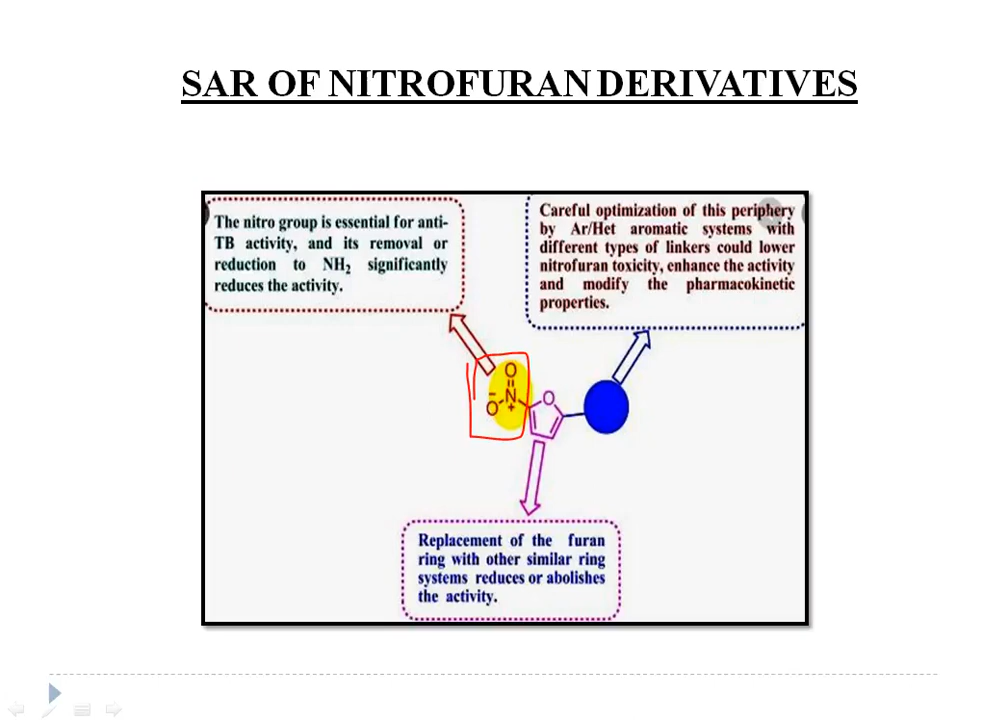 SAR OF NITROFURAN DERIVATIVES
The nitro group is essential for anti-
TB activity, and its removal or
reduction to NH₂ significantly
reduces the activity.
Careful optimization of this periphery
by Ar/Het aromatic systems with
different types of linkers could lower
nitrofuran toxicity, enhance the activity
and modify the pharmacokinetic
properties.
O
N
+
-
O
O
Replacement of the furan
ring with other similar ring
systems reduces or abolishes
the activity.